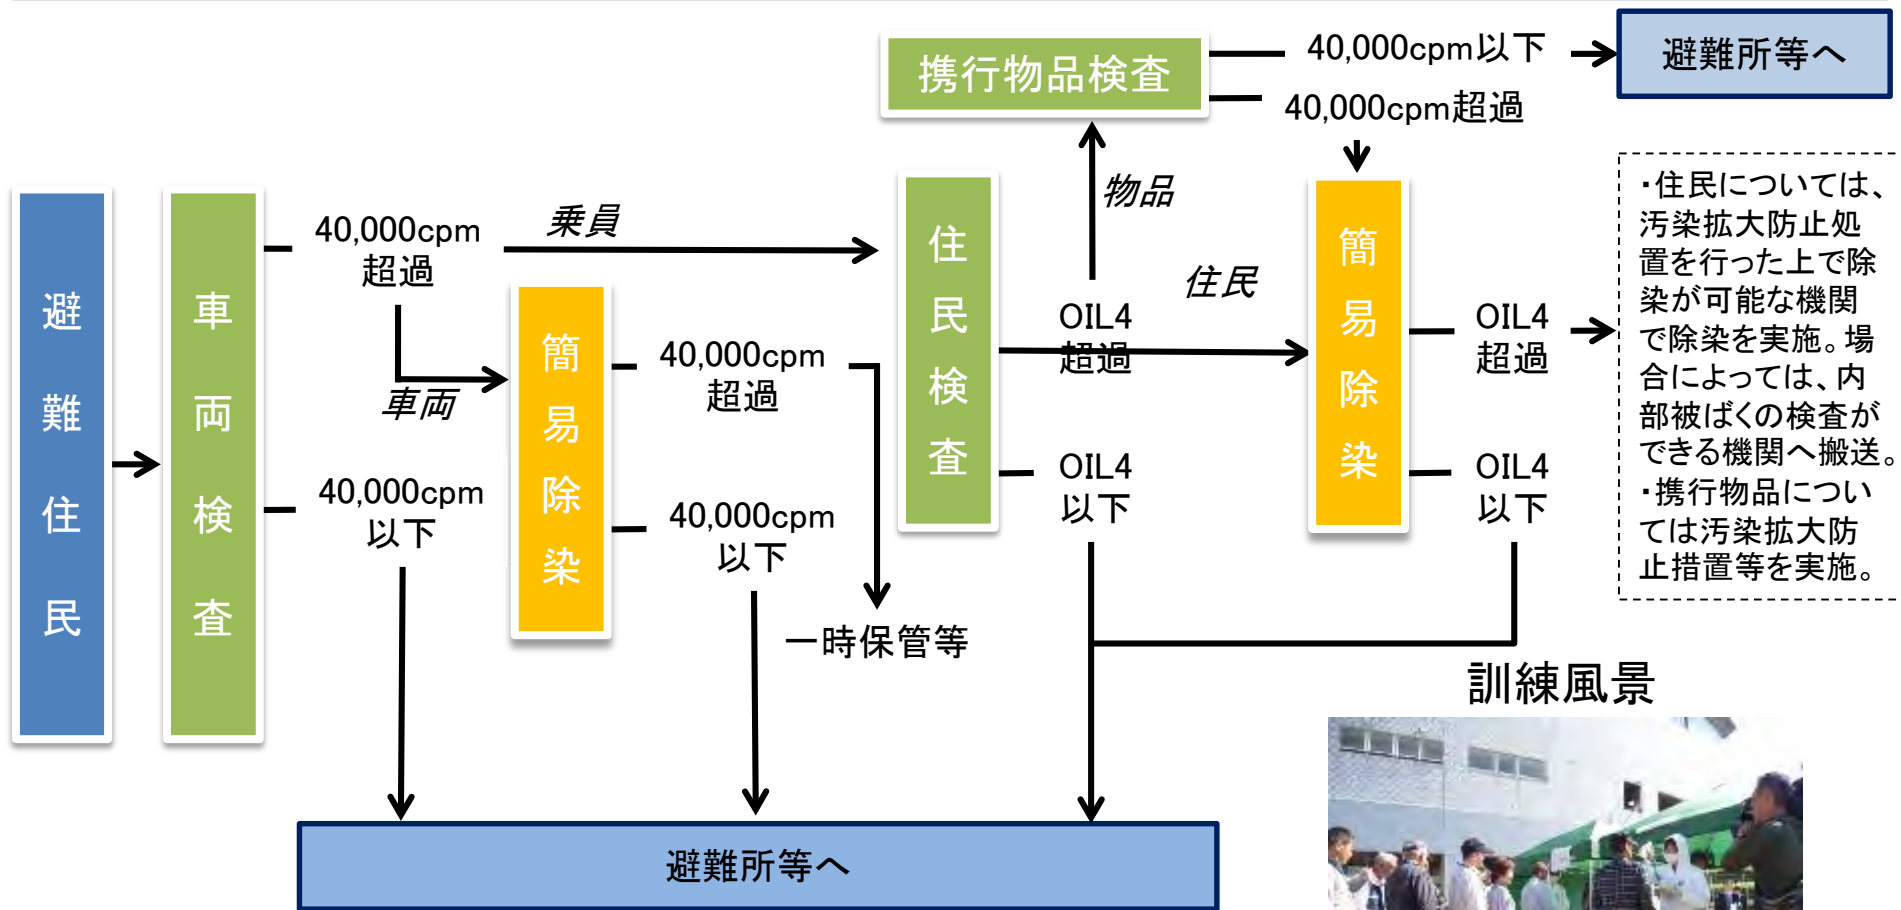 避難住民
車両検査
40,000cpm
超過
乗員
車両
40,000cpm
以下
簡易除染
40,000cpm
超過
40,000cpm
以下
一時保管等
住民検査
物品
携行物品検査
40,000cpm以下
避難所等へ
40,000cpm超過
住民
OIL4
超過
OIL4
以下
簡易除染
OIL4
超過
OIL4
以下
・住民については、
汚染拡大防止処
置を行った上で除
染が可能な機関
で除染を実施。場
合によっては、内
部被ばくの検査が
できる機関へ搬送。
・携行物品につい
ては汚染拡大防
止措置等を実施。
訓練風景
避難所等へ